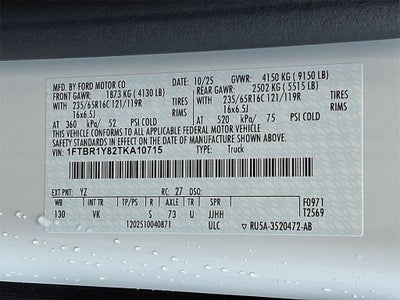 MFD. BY FORD MOTOR CO 10/25 GVWR: 4150 KG ( 9150 LB)
FRONT GAWR: 1873 KG ( 4130 LB) REAR GAWR: 2502 KG ( 5515 LB)
235/65R16C 121/119R TIRES 235/65R16C 121/119R TIRES
16x6.5J RIMS 16x6.5J RIMS
AT 360 kPa/ 52 PSI COLD AT 520 kPa/ 75 PSI COLD
THIS VEHICLE CONFORMS TO ALL APPLICABLE FEDERAL MOTOR VEHICLE
SAFETY STANDARDS IN EFFECT ON THE DATE OF MANUFACTURE SHOWN ABOVE.
VIN: 1FTBR1Y82TKA10715 TYPE: Truck
EXT PNT: YZ RC: 27 DSO: F0971
WB INT TR TP/PS R AXLE TR SPR T2569
130 VK S 73 U JJHH
1202510040871 ULC RU5A-3520472-AB